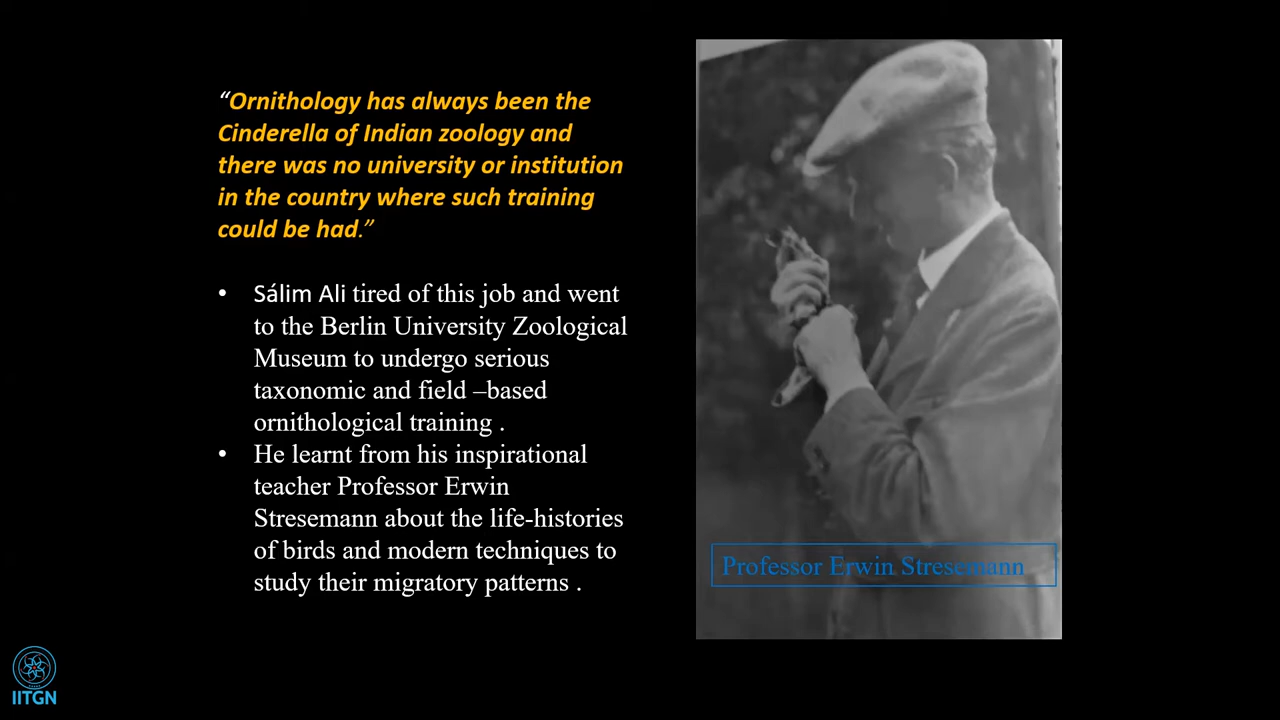 “Ornithology has always been the
Cinderella of Indian zoology and
there was no university or institution
in the country where such training
could be had.”
• Sálim Ali tired of this job and went
to the Berlin University Zoological
Museum to undergo serious
taxonomic and field –based
ornithological training .
• He learnt from his inspirational
teacher Professor Erwin
Stresemann about the life-histories
of birds and modern techniques to
study their migratory patterns .
Professor Erwin Stresemann
IITGN